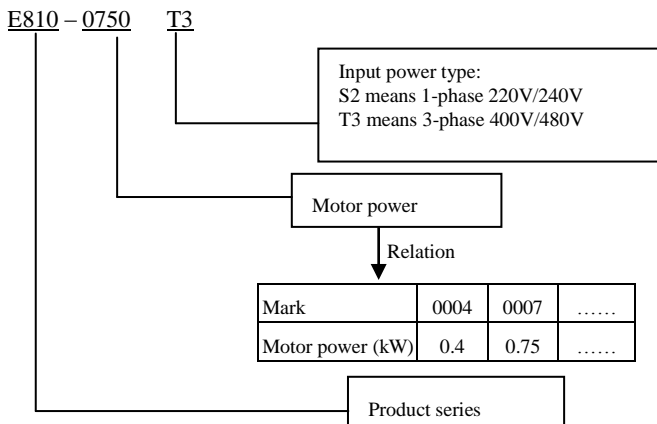 E810 – 0750 T3
Input power type:
S2 means 1-phase 220V/240V
T3 means 3-phase 400V/480V
Motor power
Relation
Mark 0004 0007 ……
Motor power (kW) 0.4 0.75 ……
Product series